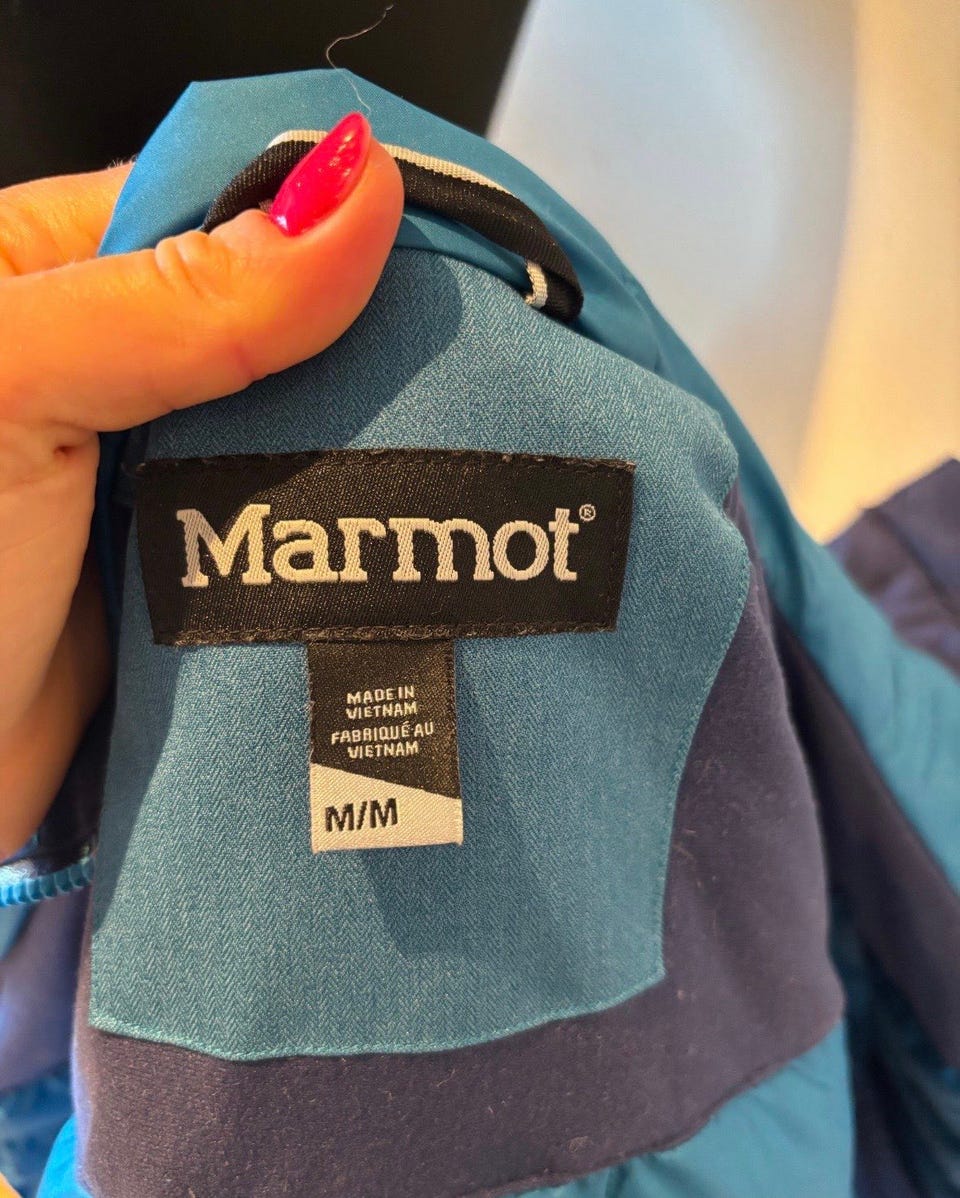 Marmot®
MADE IN
VIETNAM
FABRIQUÉ AU
VIETNAM
M/M